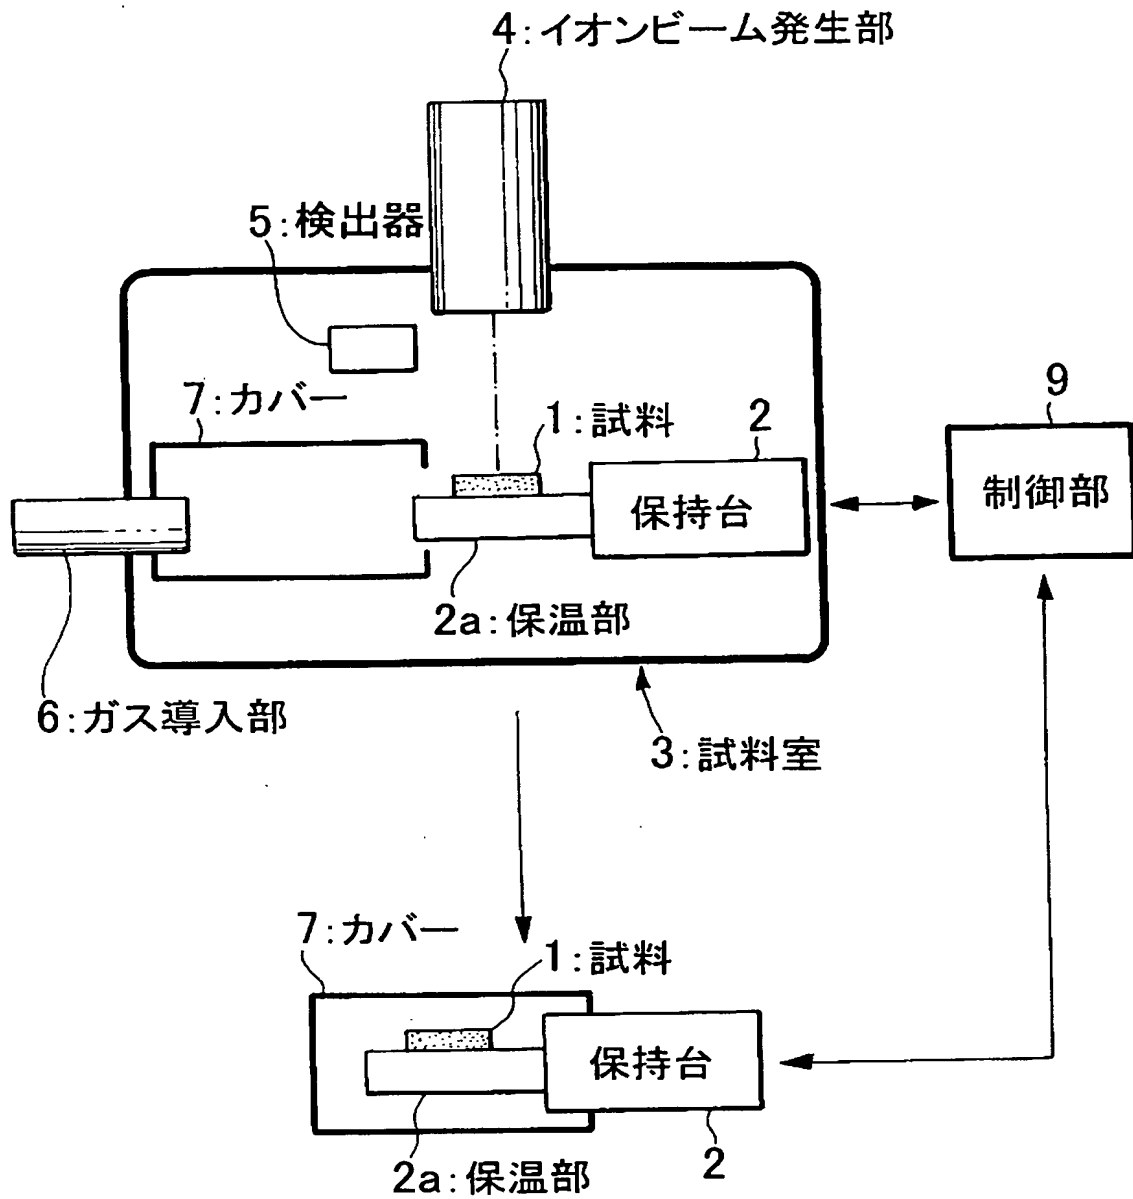 4:イオンビーム発生部
5:検出器
7:カバー
1:試料
2
9
保持台
制御部
2a:保温部
6:ガス導入部
3:試料室
7:カバー
1:試料
保持台
2a:保温部
2